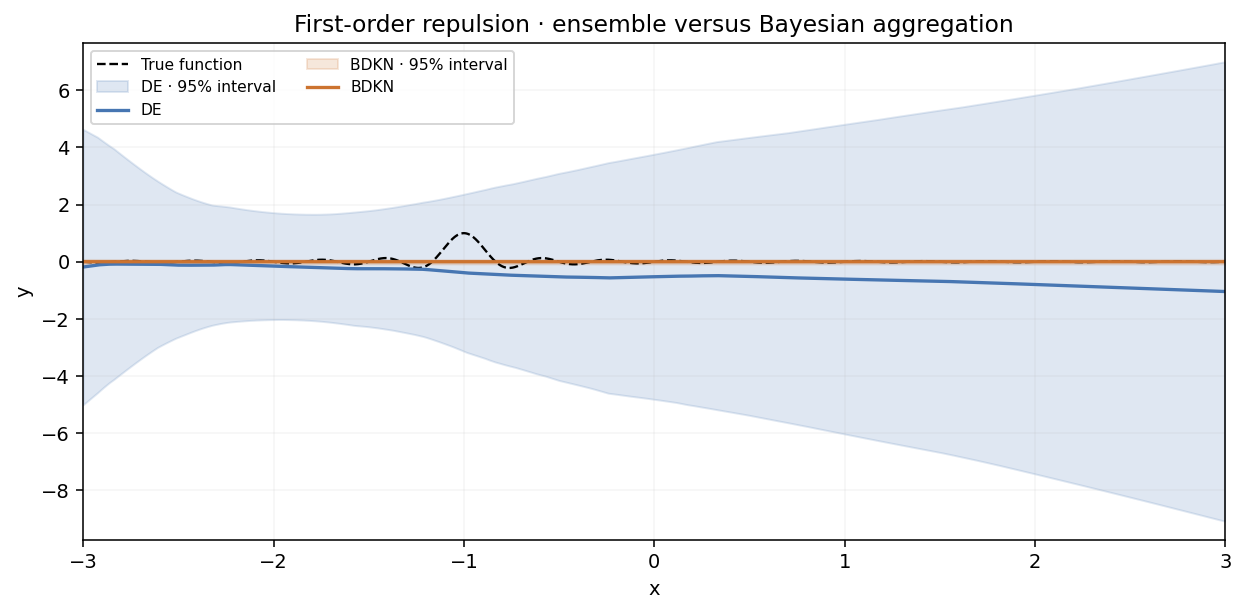 First-order repulsion · ensemble versus Bayesian aggregation
True function
DE · 95% interval
DE
BDKN · 95% interval
BDKN
y
6
4
2
0
−2
−4
−6
−8
−3
−2
−1
0
1
2
3
x